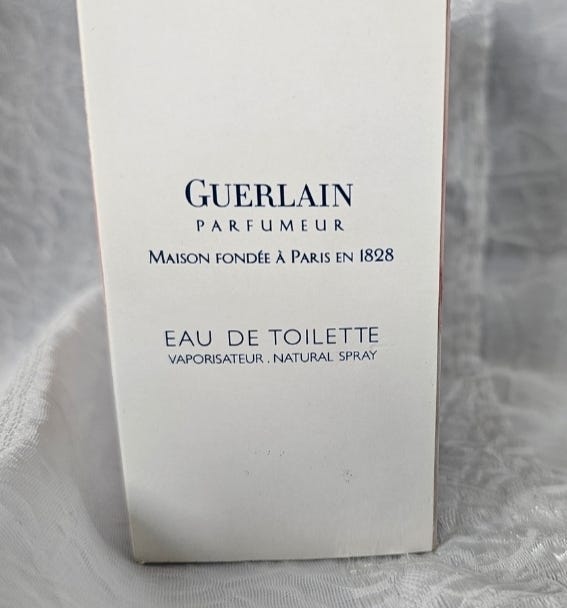 GUERLAIN
PARFUMEUR
MAISON FONDÉE À PARIS EN 1828
EAU DE TOILETTE
VAPORISATEUR . NATURAL SPRAY